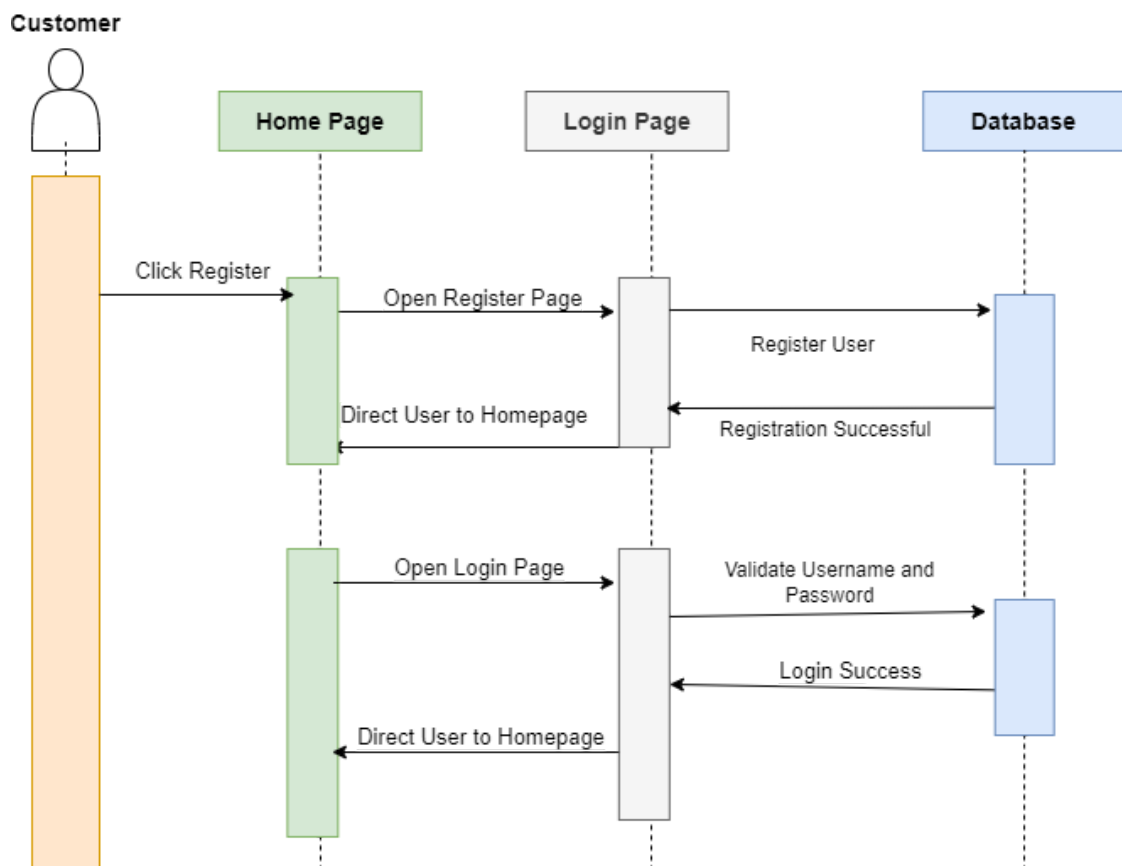 Customer
Home Page
Login Page
Database
Click Register
Open Register Page
Register User
Direct User to Homepage
Registration Successful
Open Login Page
Validate Username and
Password
Login Success
Direct User to Homepage